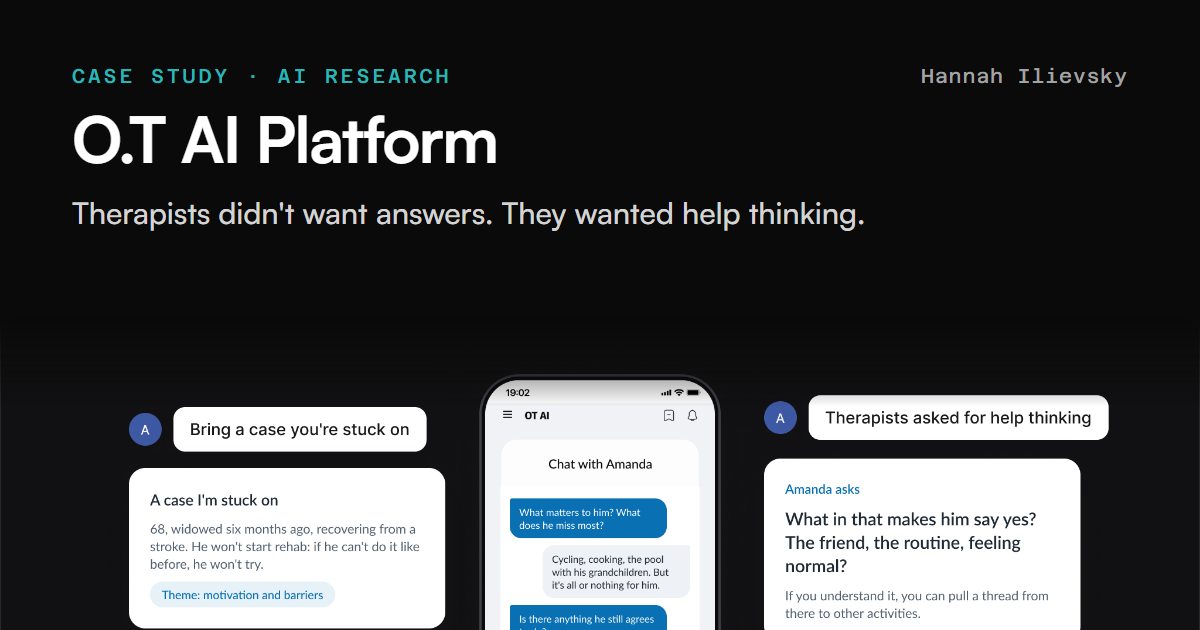 CASE STUDY · AI RESEARCH
Hannah Ilievsky
O.T AI Platform
Therapists didn't want answers. They wanted help thinking.
A
Bring a case you're stuck on
A case I'm stuck on
68, widowed six months ago, recovering from a
stroke. He won't start rehab: if he can't do it like
before, he won't try.
Theme: motivation and barriers
19:02
OT AI
Chat with Amanda
What matters to him? What
does he miss most?
Cycling, cooking, the pool
with his grandchildren. But
it's all or nothing for him.
Is there anything he still agrees
A
Therapists asked for help thinking
Amanda asks
What in that makes him say yes?
The friend, the routine, feeling
normal?
If you understand it, you can pull a thread from
there to other activities.